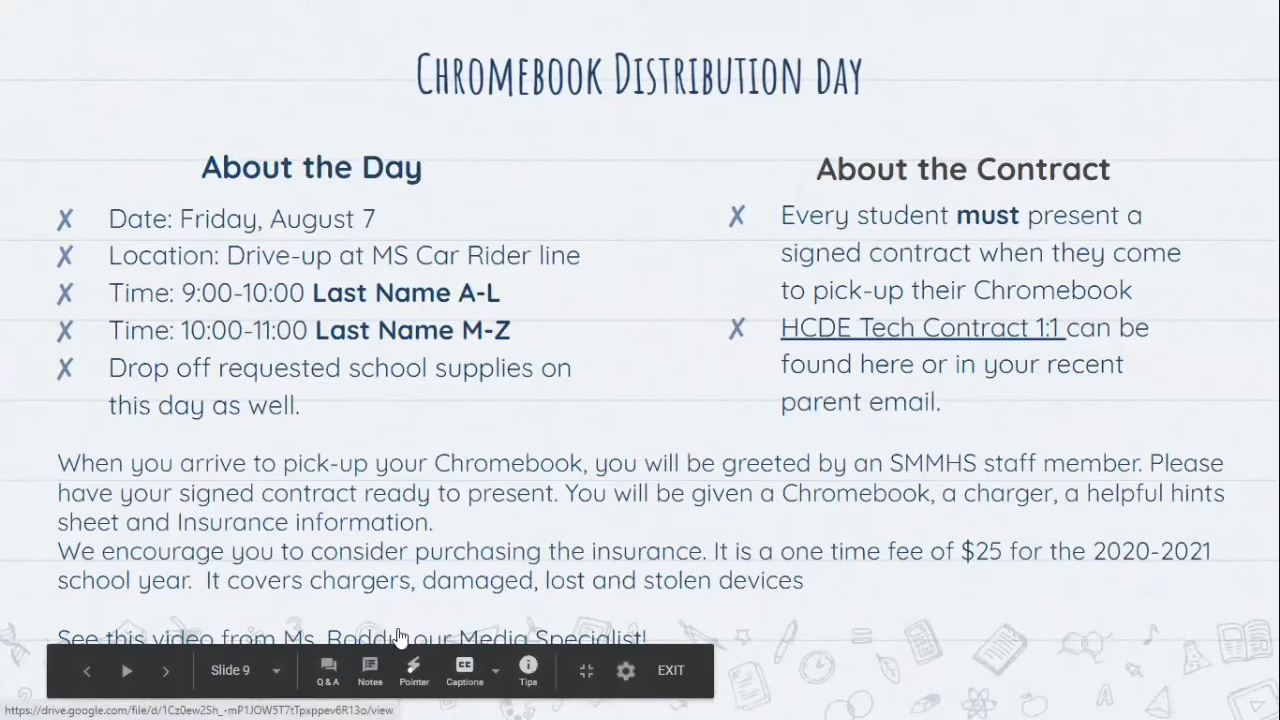 Chromebook Distribution day
About the Day
✗ Date: Friday, August 7
✗ Location: Drive-up at MS Car Rider line
✗ Time: 9:00-10:00 Last Name A-L
✗ Time: 10:00-11:00 Last Name M-Z
✗ Drop off requested school supplies on
this day as well.
About the Contract
✗ Every student must present a
signed contract when they come
to pick-up their Chromebook
✗ HCDE Tech Contract 1:1 can be
found here or in your recent
parent email.
When you arrive to pick-up your Chromebook, you will be greeted by an SMMHS staff member. Please
have your signed contract ready to present. You will be given a Chromebook, a charger, a helpful hints
sheet and Insurance information.
We encourage you to consider purchasing the insurance. It is a one time fee of $25 for the 2020-2021
school year. It covers chargers, damaged, lost and stolen devices
See this video from Ms. Roddy our Media Specialist!
Slide 9
Q & A
Notes
Pointer
CC
Captions
Tips
EXIT
https://drive.google.com/file/d/1Cz0ew2Sh_-mP1JOW5T7tTpxppev6R13o/view